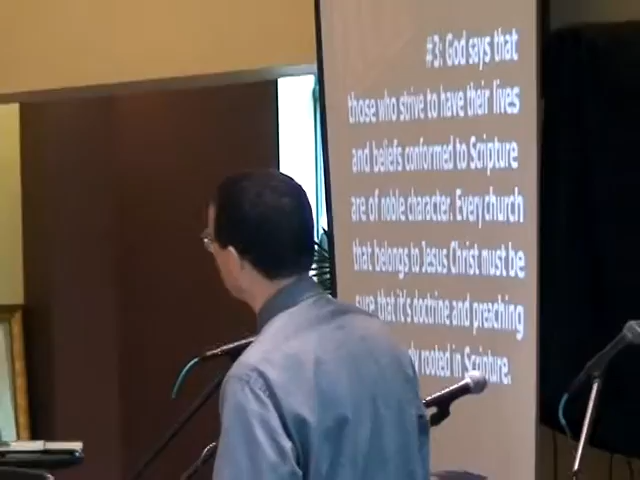 #3: God says that
those who strive to have their lives
and beliefs conformed to Scripture
are of noble character. Every church
that belongs to Jesus Christ must be
sure that it's doctrine and preaching
rooted in Scripture.